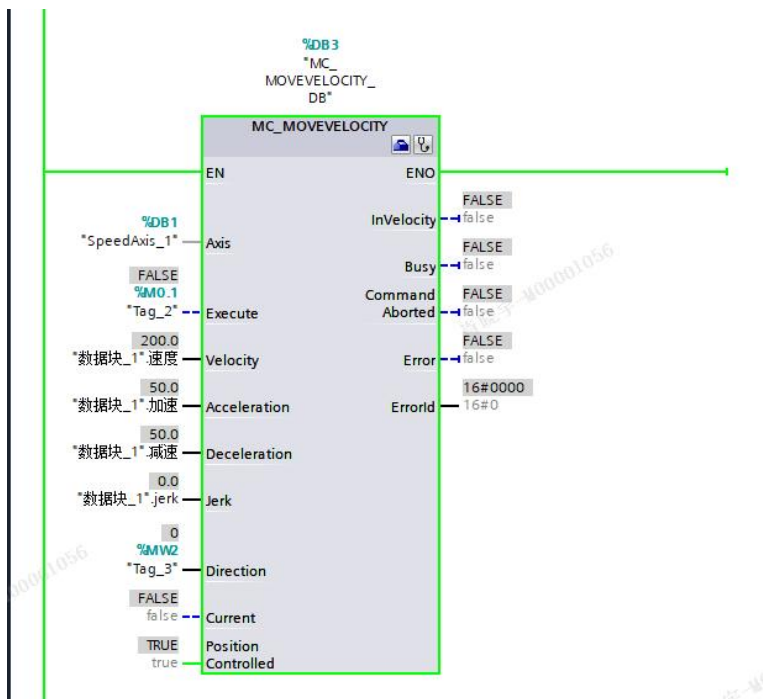 %DB3
"MC_
MOVEVELOCITY_
DB"
MC_MOVEVELOCITY
EN
ENO
FALSE
InVelocity
false
%DB1
"SpeedAxis_1"
Axis
FALSE
Busy
false
FALSE
%M0.1
"Tag_2"
Execute
Command
Aborted
FALSE
false
200.0
"数据块_1".速度
Velocity
FALSE
Error
false
50.0
"数据块_1".加速
Acceleration
16#0000
ErrorId
16#0
50.0
"数据块_1".减速
Deceleration
0.0
"数据块_1".jerk
Jerk
0
%MW2
"Tag_3"
Direction
FALSE
false
Current
TRUE
true
Position
Controlled